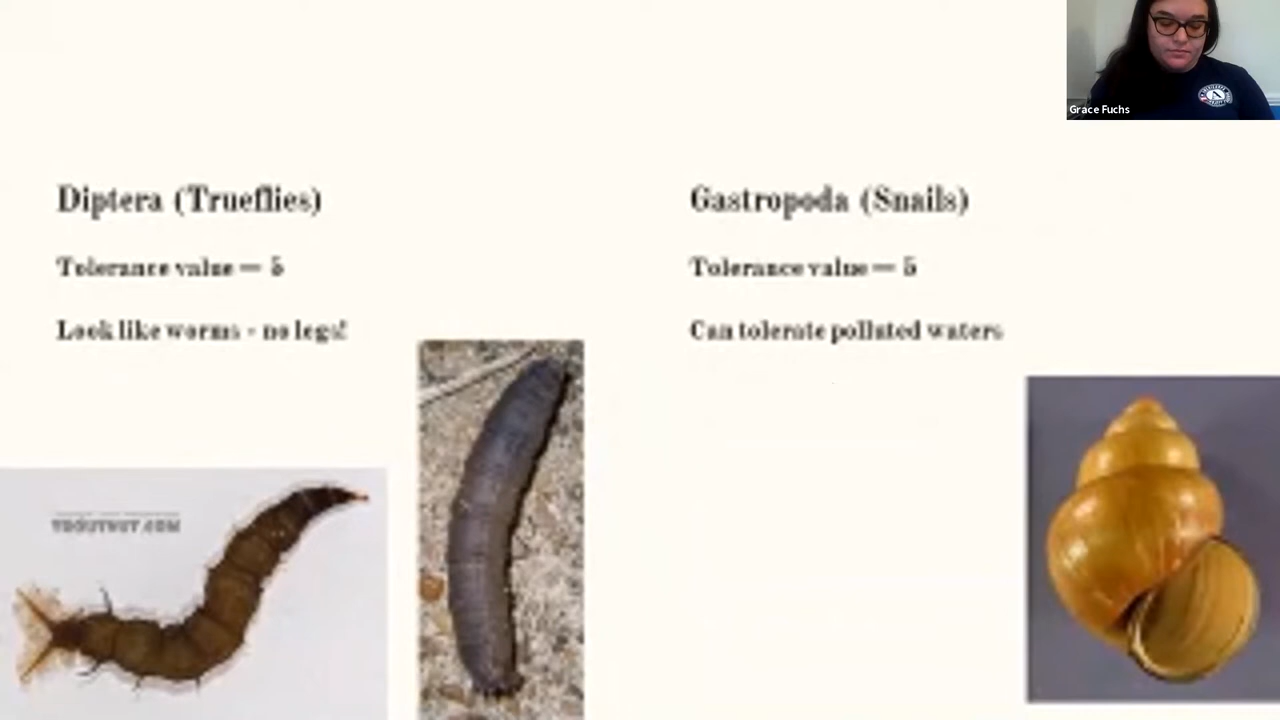 Grace Fuchs
Diptera (Trueflies)
Tolerance value = 5
Look like worms - no legs!
Gastropoda (Snails)
Tolerance value = 5
Can tolerate polluted waters
TROUTNUT.COM